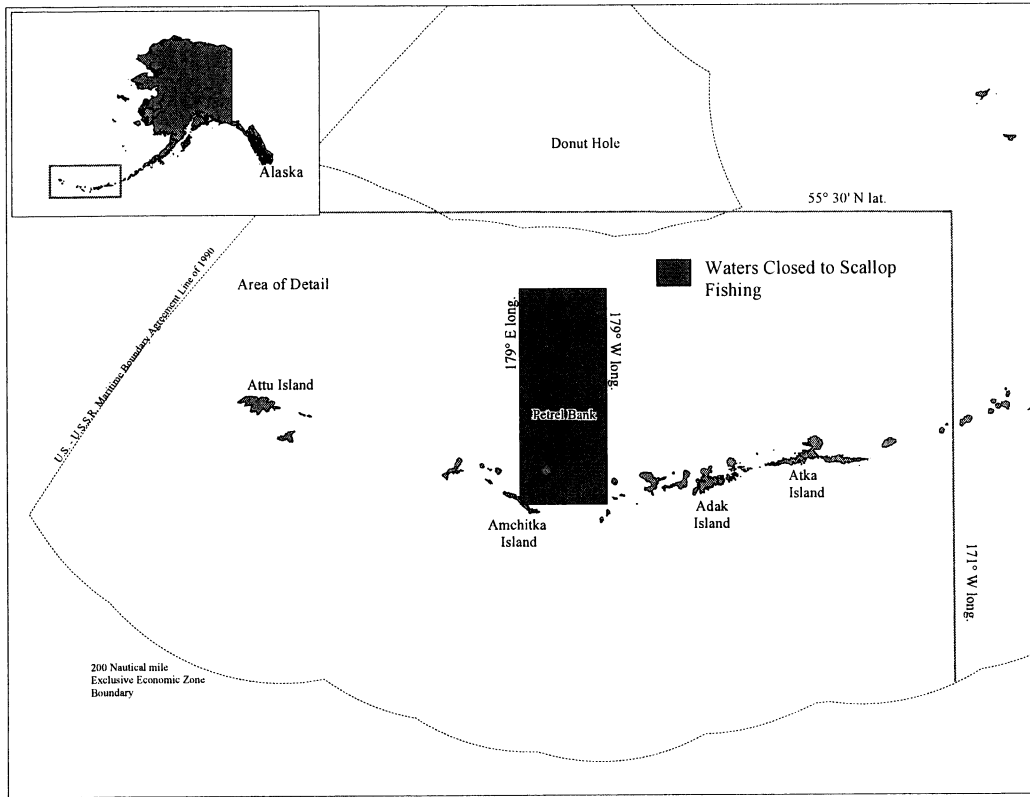 Alaska
Donut Hole
55° 30' N lat.
U.S. - U.S.S.R. Maritime Boundary Agreement Line of 1990
Area of Detail
Waters Closed to Scallop
Fishing
179° E long.
179° W long.
Attu Island
Petrel Bank
Amchitka
Island
Adak
Island
Atka
Island
171° W long.
200 Nautical mile
Exclusive Economic Zone
Boundary